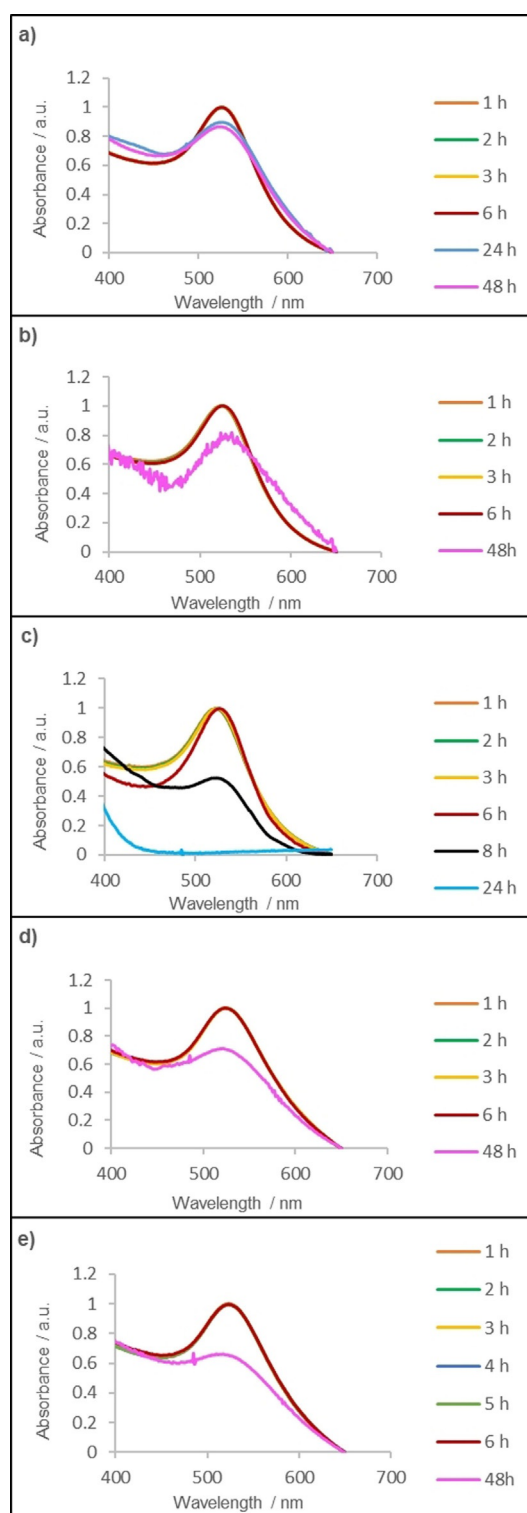 a)
1.2
1
0.8
0.6
0.4
0.2
0
Absorbance / a.u.
400 500 600 700
Wavelength / nm
1 h
2 h
3 h
6 h
24 h
48 h
b)
1.2
1
0.8
0.6
0.4
0.2
0
Absorbance / a.u.
400 500 600 700
Wavelength / nm
1 h
2 h
3 h
6 h
48h
c)
1.2
1
0.8
0.6
0.4
0.2
0
Absorbance / a.u.
400 500 600 700
Wavelength / nm
1 h
2 h
3 h
6 h
8 h
24 h
d)
1.2
1
0.8
0.6
0.4
0.2
0
Absorbance / a.u.
400 500 600 700
Wavelength / nm
1 h
2 h
3 h
6 h
48 h
e)
1.2
1
0.8
0.6
0.4
0.2
0
Absorbance / a.u.
400 500 600 700
Wavelength / nm
1 h
2 h
3 h
4 h
5 h
6 h
48h